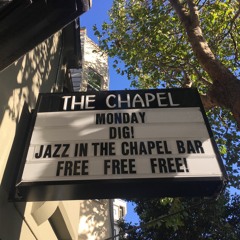 THE CHAPEL
MONDAY
DIG!
JAZZ IN THE CHAPEL BAR
FREE FREE FREE!